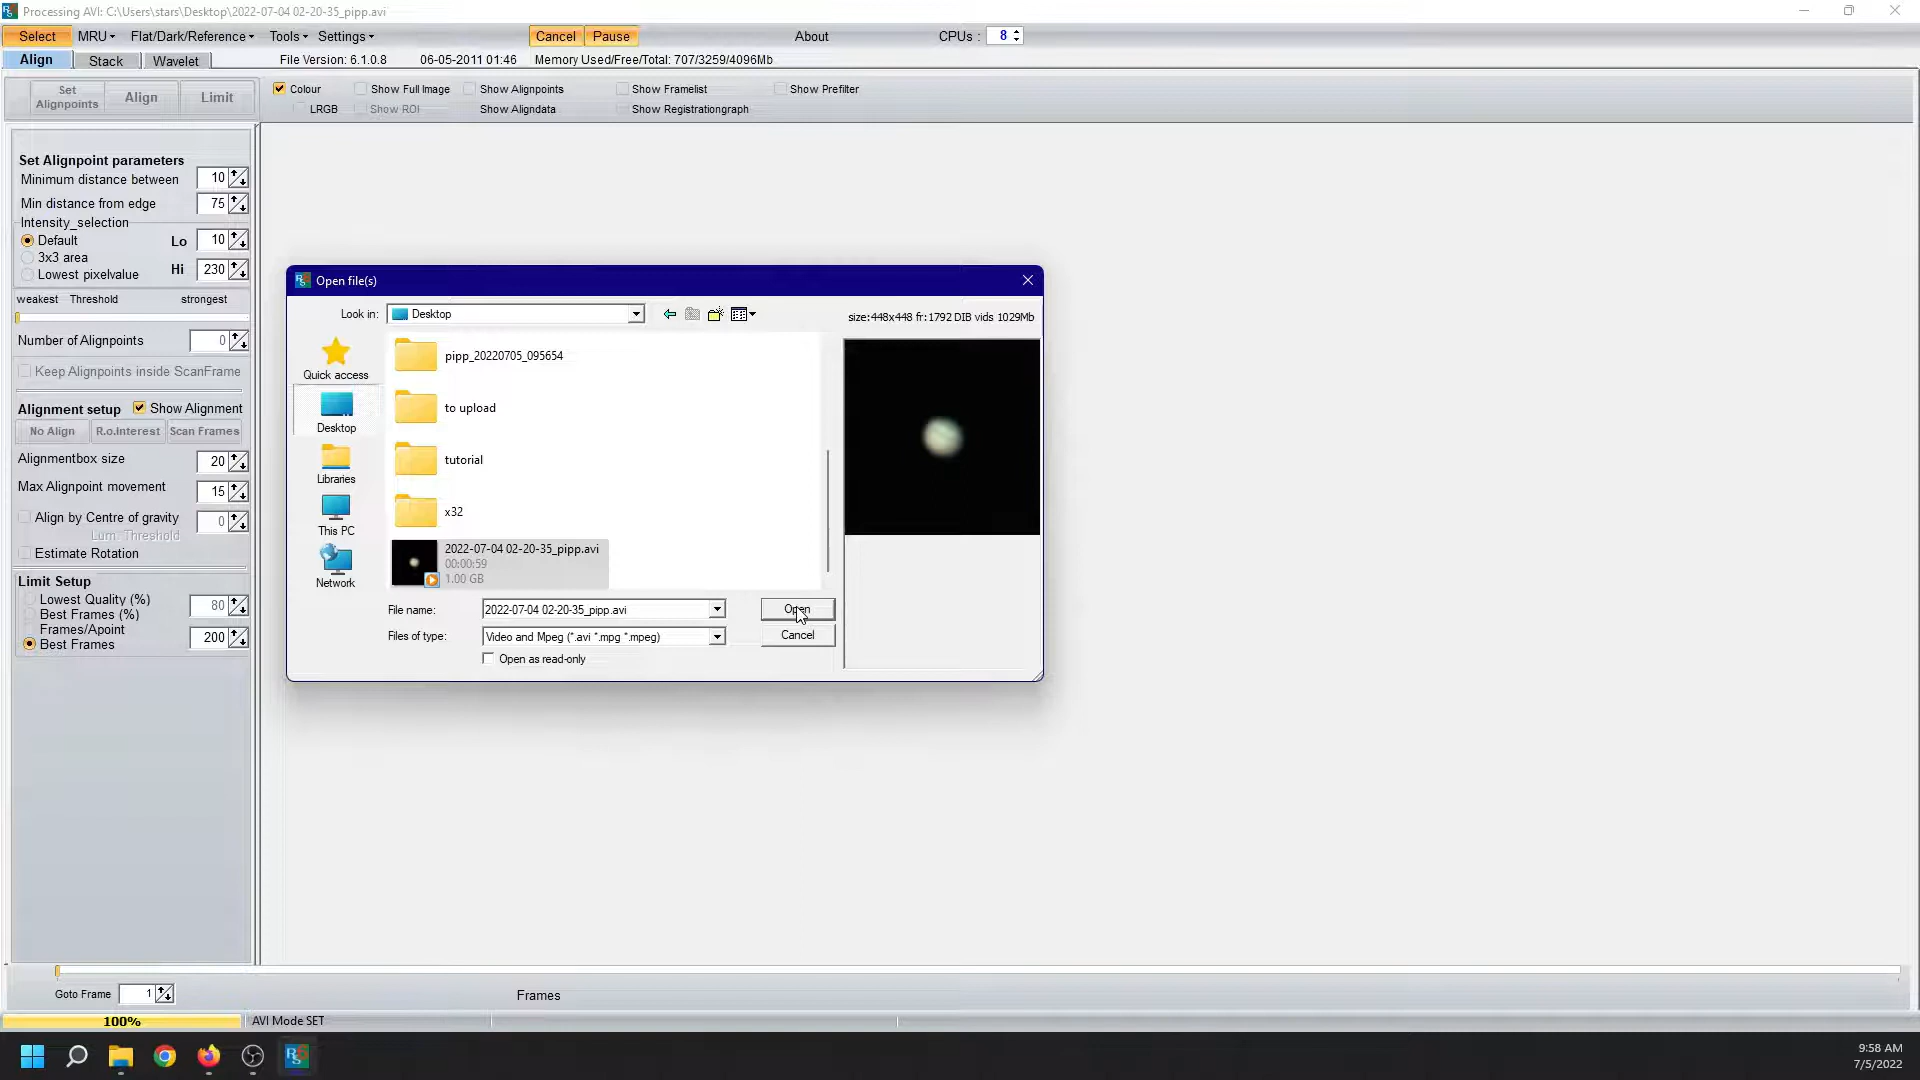 Processing AVI: C:\Users\stars\Desktop\2022-07-04 02-20-35_pipp.avi
Select MRU Flat/Dark/Reference Tools Settings Cancel Pause About CPUs : 8
Align Stack Wavelet File Version: 6.1.0.8 06-05-2011 01:46 Memory Used/Free/Total: 707/3259/4096Mb
Set Alignpoints Align Limit
Colour Show Full Image Show Alignpoints Show Framelist Show Prefilter
LRGB Show ROI Show Aligndata Show Registrationgraph
Set Alignpoint parameters
Minimum distance between 10
Min distance from edge 75
Intensity_selection
Default Lo 10
3x3 area
Lowest pixelvalue Hi 230
weakest Threshold strongest
Number of Alignpoints 0
Keep Alignpoints inside ScanFrame
Alignment setup Show Alignment
No Align R.o.Interest Scan Frames
Alignmentbox size 20
Max Alignpoint movement 15
Align by Centre of gravity 0
Lum. Threshold
Estimate Rotation
Limit Setup
Lowest Quality (%) 80
Best Frames (%)
Frames/Apoint
Best Frames 200
Open file(s)
Look in: Desktop
size:448x448 fr:1792 DIB vids 1029Mb
Quick access
Desktop
Libraries
This PC
Network
pipp_20220705_095654
to upload
tutorial
x32
2022-07-04 02-20-35_pipp.avi
00:00:59
1.00 GB
File name: 2022-07-04 02-20-35_pipp.avi Open
Files of type: Video and Mpeg (*.avi *.mpg *.mpeg) Cancel
Open as read-only
Goto Frame 1 Frames
100% AVI Mode SET
9:58 AM
7/5/2022